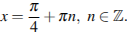 x = π/4 + πn, n ∈ ℤ.